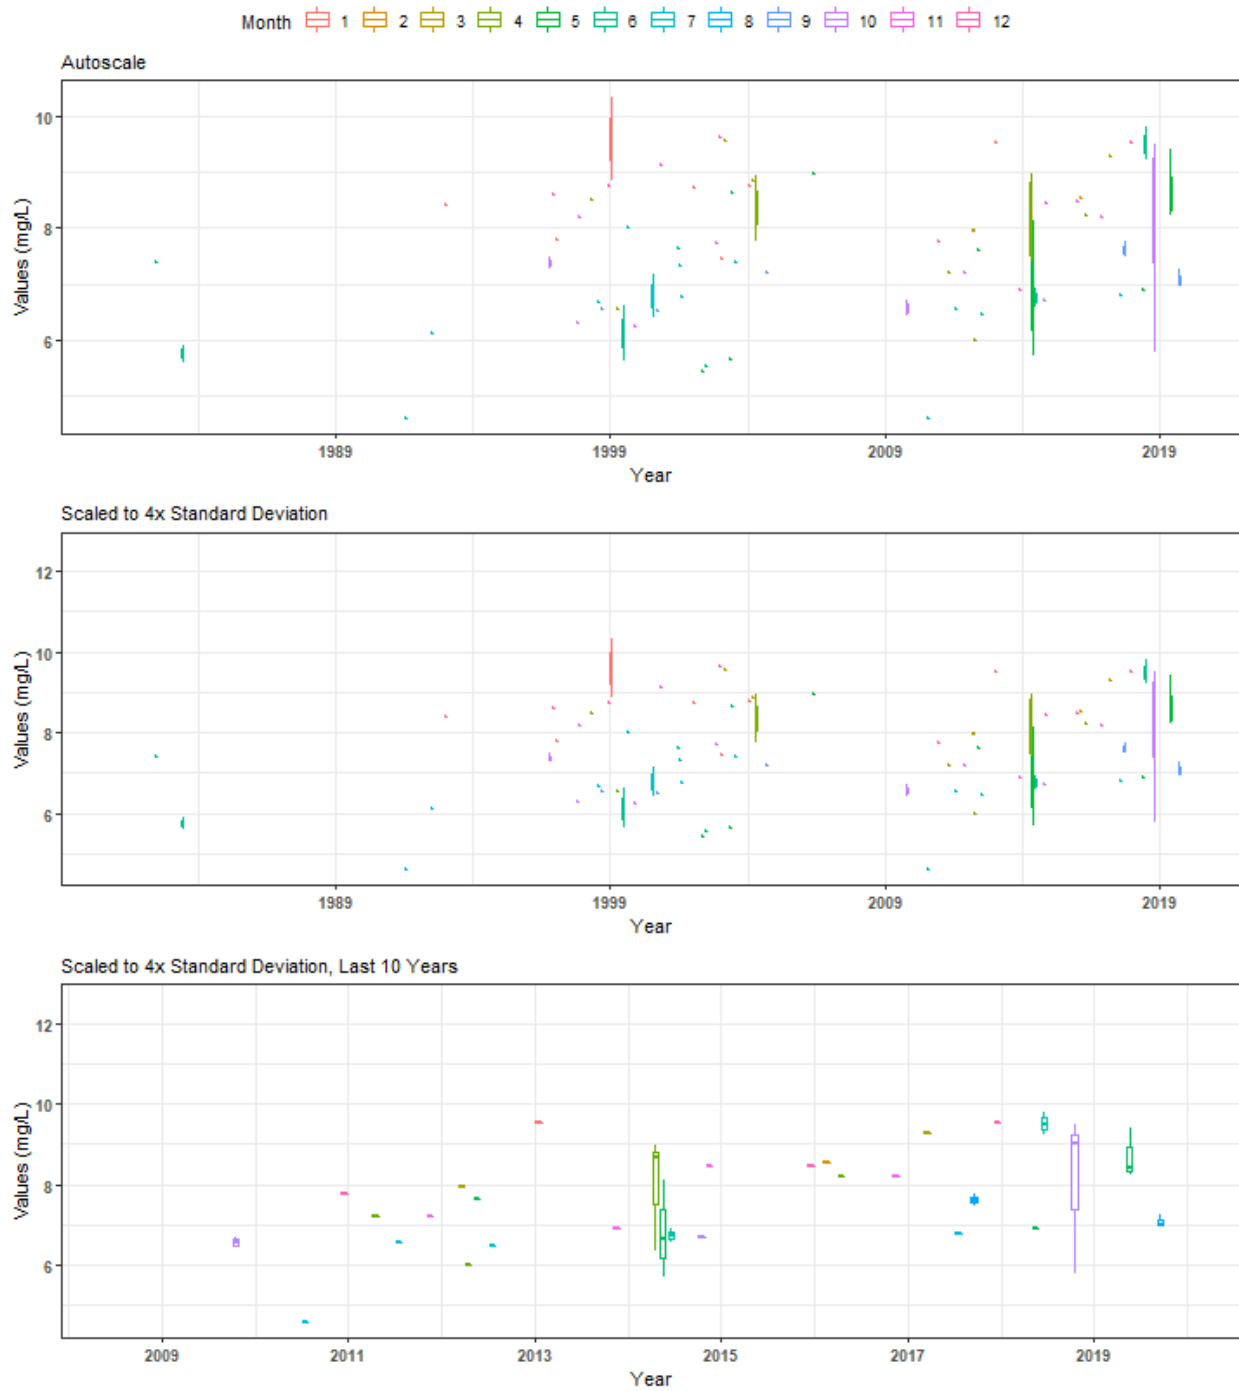 Month 1 2 3 4 5 6 7 8 9 10 11 12
Autoscale
10
8
6
Values (mg/L)
1989 1999 2009 2019
Year
Scaled to 4x Standard Deviation
12
10
8
6
Values (mg/L)
1989 1999 2009 2019
Year
Scaled to 4x Standard Deviation, Last 10 Years
12
10
8
6
Values (mg/L)
2009 2011 2013 2015 2017 2019
Year